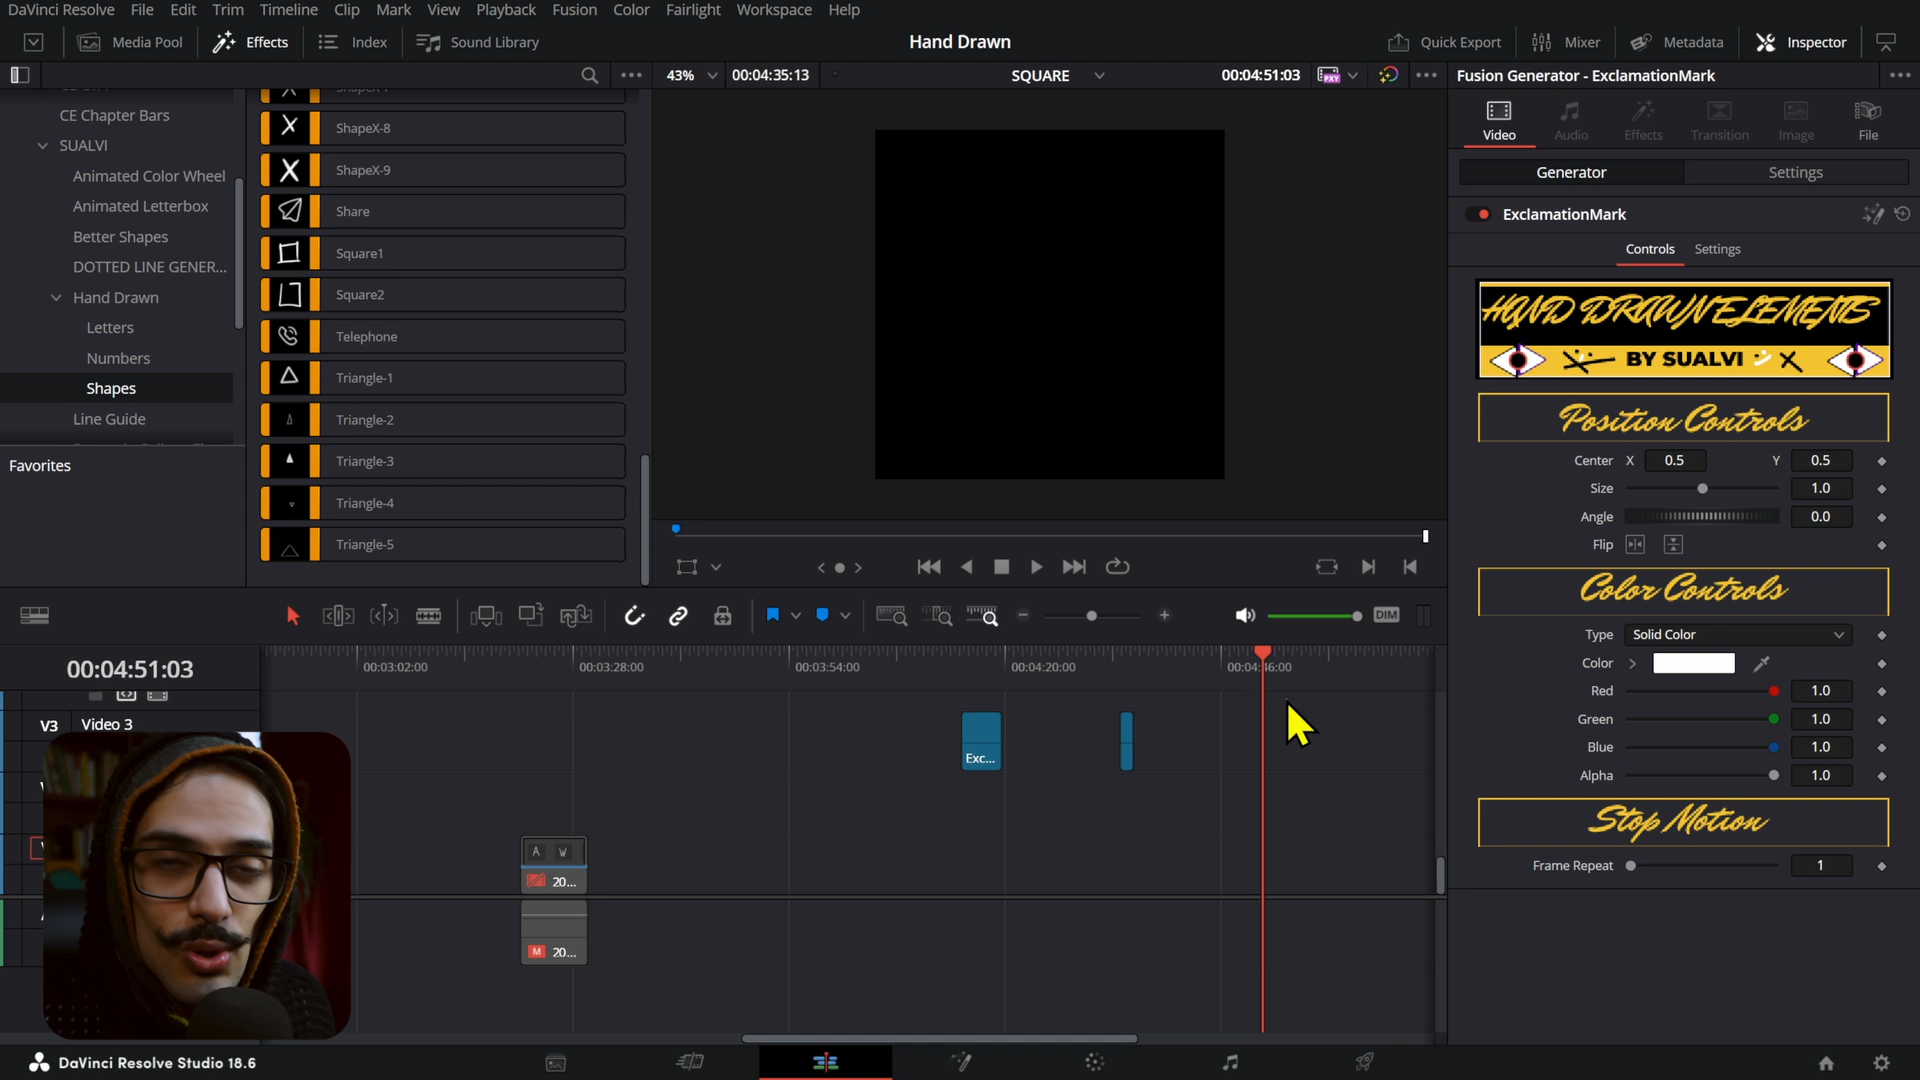 DaVinci Resolve File Edit Trim Timeline Clip Mark View Playback Fusion Color Fairlight Workspace Help
Media Pool Effects Index Sound Library
Hand Drawn
Quick Export Mixer Metadata Inspector
43% 00:04:35:13 SQUARE 00:04:51:03
Fusion Generator - ExclamationMark
CE Chapter Bars
SUALVI
Animated Color Wheel
Animated Letterbox
Better Shapes
DOTTED LINE GENER...
Hand Drawn
Letters
Numbers
Shapes
Line Guide
Favorites
ShapeX-8
ShapeX-9
Share
Square1
Square2
Telephone
Triangle-1
Triangle-2
Triangle-3
Triangle-4
Triangle-5
Video Audio Effects Transition Image File
Generator Settings
ExclamationMark
Controls Settings
HAND DRAWN ELEMENTS
BY SUALVI
Position Controls
Center X 0.5 Y 0.5
Size 1.0
Angle 0.0
Flip
Color Controls
Type Solid Color
Color
Red 1.0
Green 1.0
Blue 1.0
Alpha 1.0
Stop Motion
Frame Repeat 1
DIM
00:04:51:03
00:03:02:00 00:03:28:00 00:03:54:00 00:04:20:00 00:04:46:00
V3 Video 3
Exc...
A W
20...
M 20...
DaVinci Resolve Studio 18.6